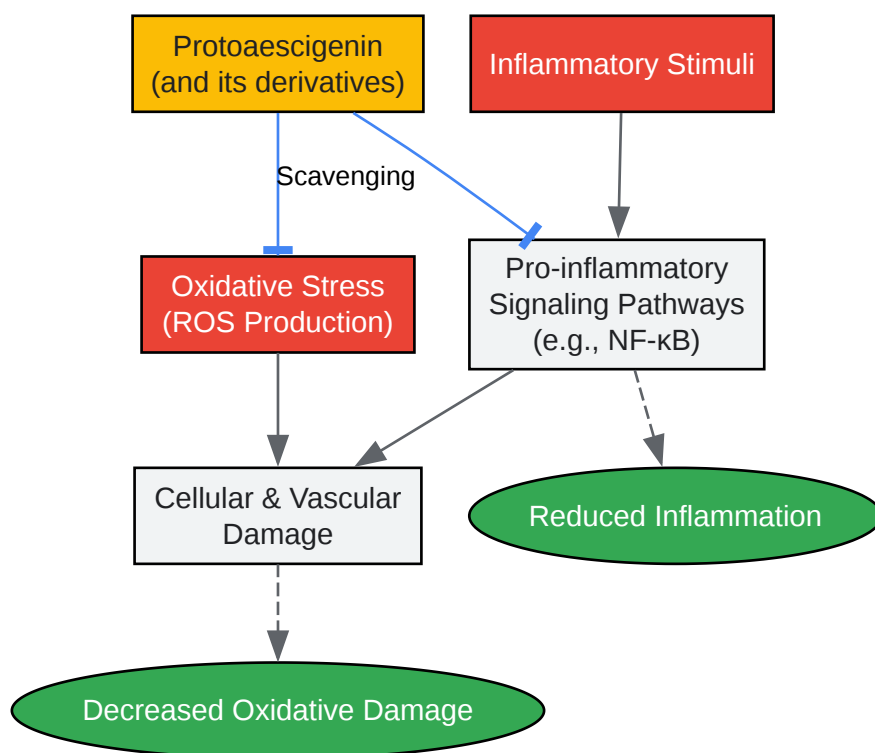 Protoaescigenin
(and its derivatives)
Inflammatory Stimuli
Scavenging
Oxidative Stress
(ROS Production)
Pro-inflammatory
Signaling Pathways
(e.g., NF-κB)
Cellular & Vascular
Damage
Reduced Inflammation
Decreased Oxidative Damage